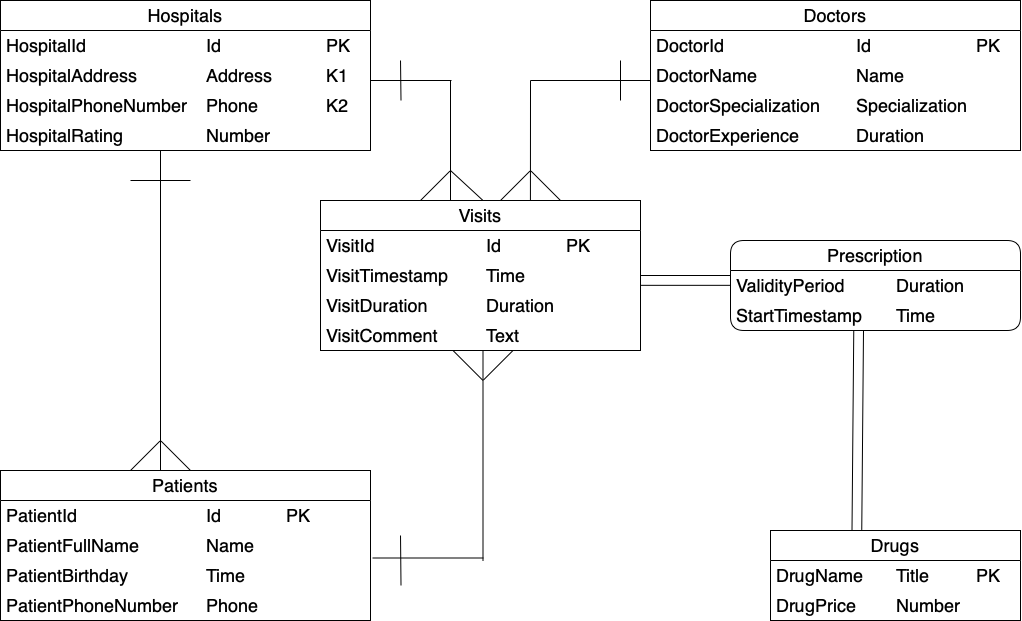 Hospitals
HospitalId Id PK
HospitalAddress Address K1
HospitalPhoneNumber Phone K2
HospitalRating Number
Doctors
DoctorId Id PK
DoctorName Name
DoctorSpecialization Specialization
DoctorExperience Duration
Visits
VisitId Id PK
VisitTimestamp Time
VisitDuration Duration
VisitComment Text
Prescription
ValidityPeriod Duration
StartTimestamp Time
Patients
PatientId Id PK
PatientFullName Name
PatientBirthday Time
PatientPhoneNumber Phone
Drugs
DrugName Title PK
DrugPrice Number